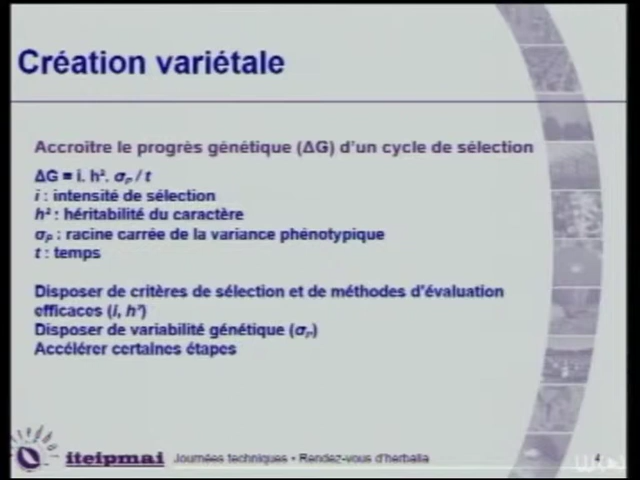 Création variétale
Accroître le progrès génétique (ΔG) d'un cycle de sélection
ΔG = i. h². σₚ / t
i : intensité de sélection
h² : héritabilité du caractère
σₚ : racine carrée de la variance phénotypique
t : temps
Disposer de critères de sélection et de méthodes d'évaluation
efficaces (i, h²)
Disposer de variabilité génétique (σₚ)
Accélérer certaines étapes
iteipmai Journées techniques • Rendez-vous d'herbalia
4